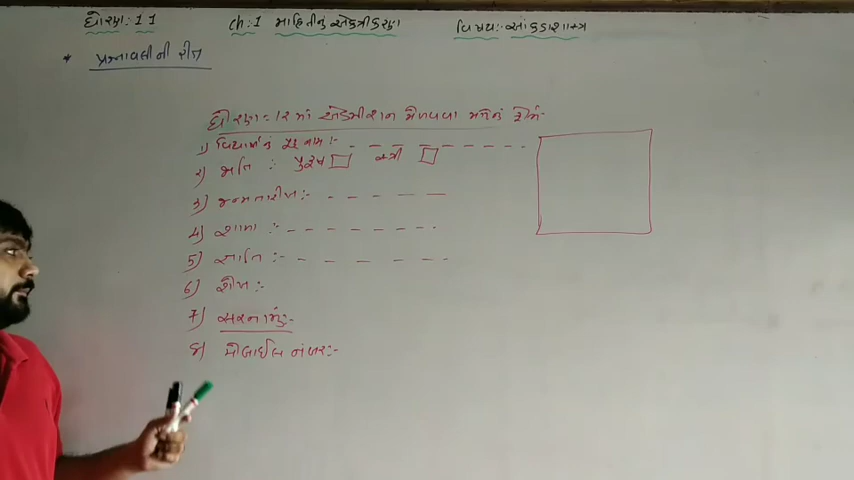 ધોરણ: 11 ch:1 માહિતીનું એકત્રીકરણ વિષય:- આંકડાશાસ્ત્ર
* પ્રશ્નાવલીની રીત
ધોરણ = 12 માં એડમીશન મેળવવા માટેનું ફોર્મ
1) વિદ્યાર્થીનું પુરૂ નામ :-
2) જાતિ : પુરૂષ સ્ત્રી
3) જન્મ તારીખ :-
4) શાળા :-
5) જ્ઞાતિ :-
6) શોખ :-
7) સરનામું :-
8) મોબાઈલ નંબર :-